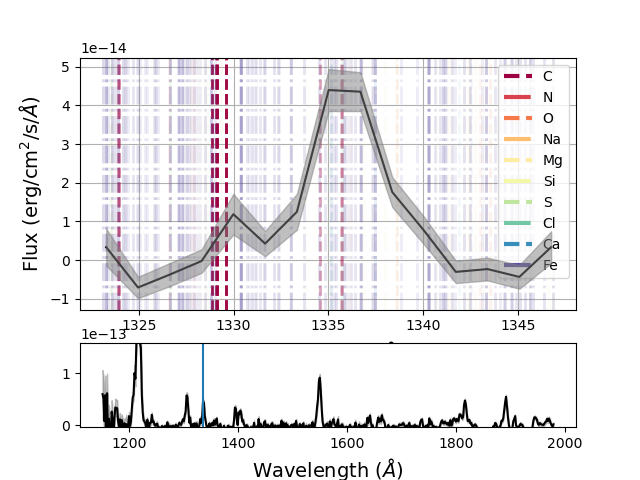 1e−14
5
4
3
2
1
0
−1
Flux (erg/cm²/s/Å)
C
N
O
Na
Mg
Si
S
Cl
Ca
Fe
1325
1330
1335
1340
1345
1e−13
1
0
1200
1400
1600
1800
2000
Wavelength (Å)